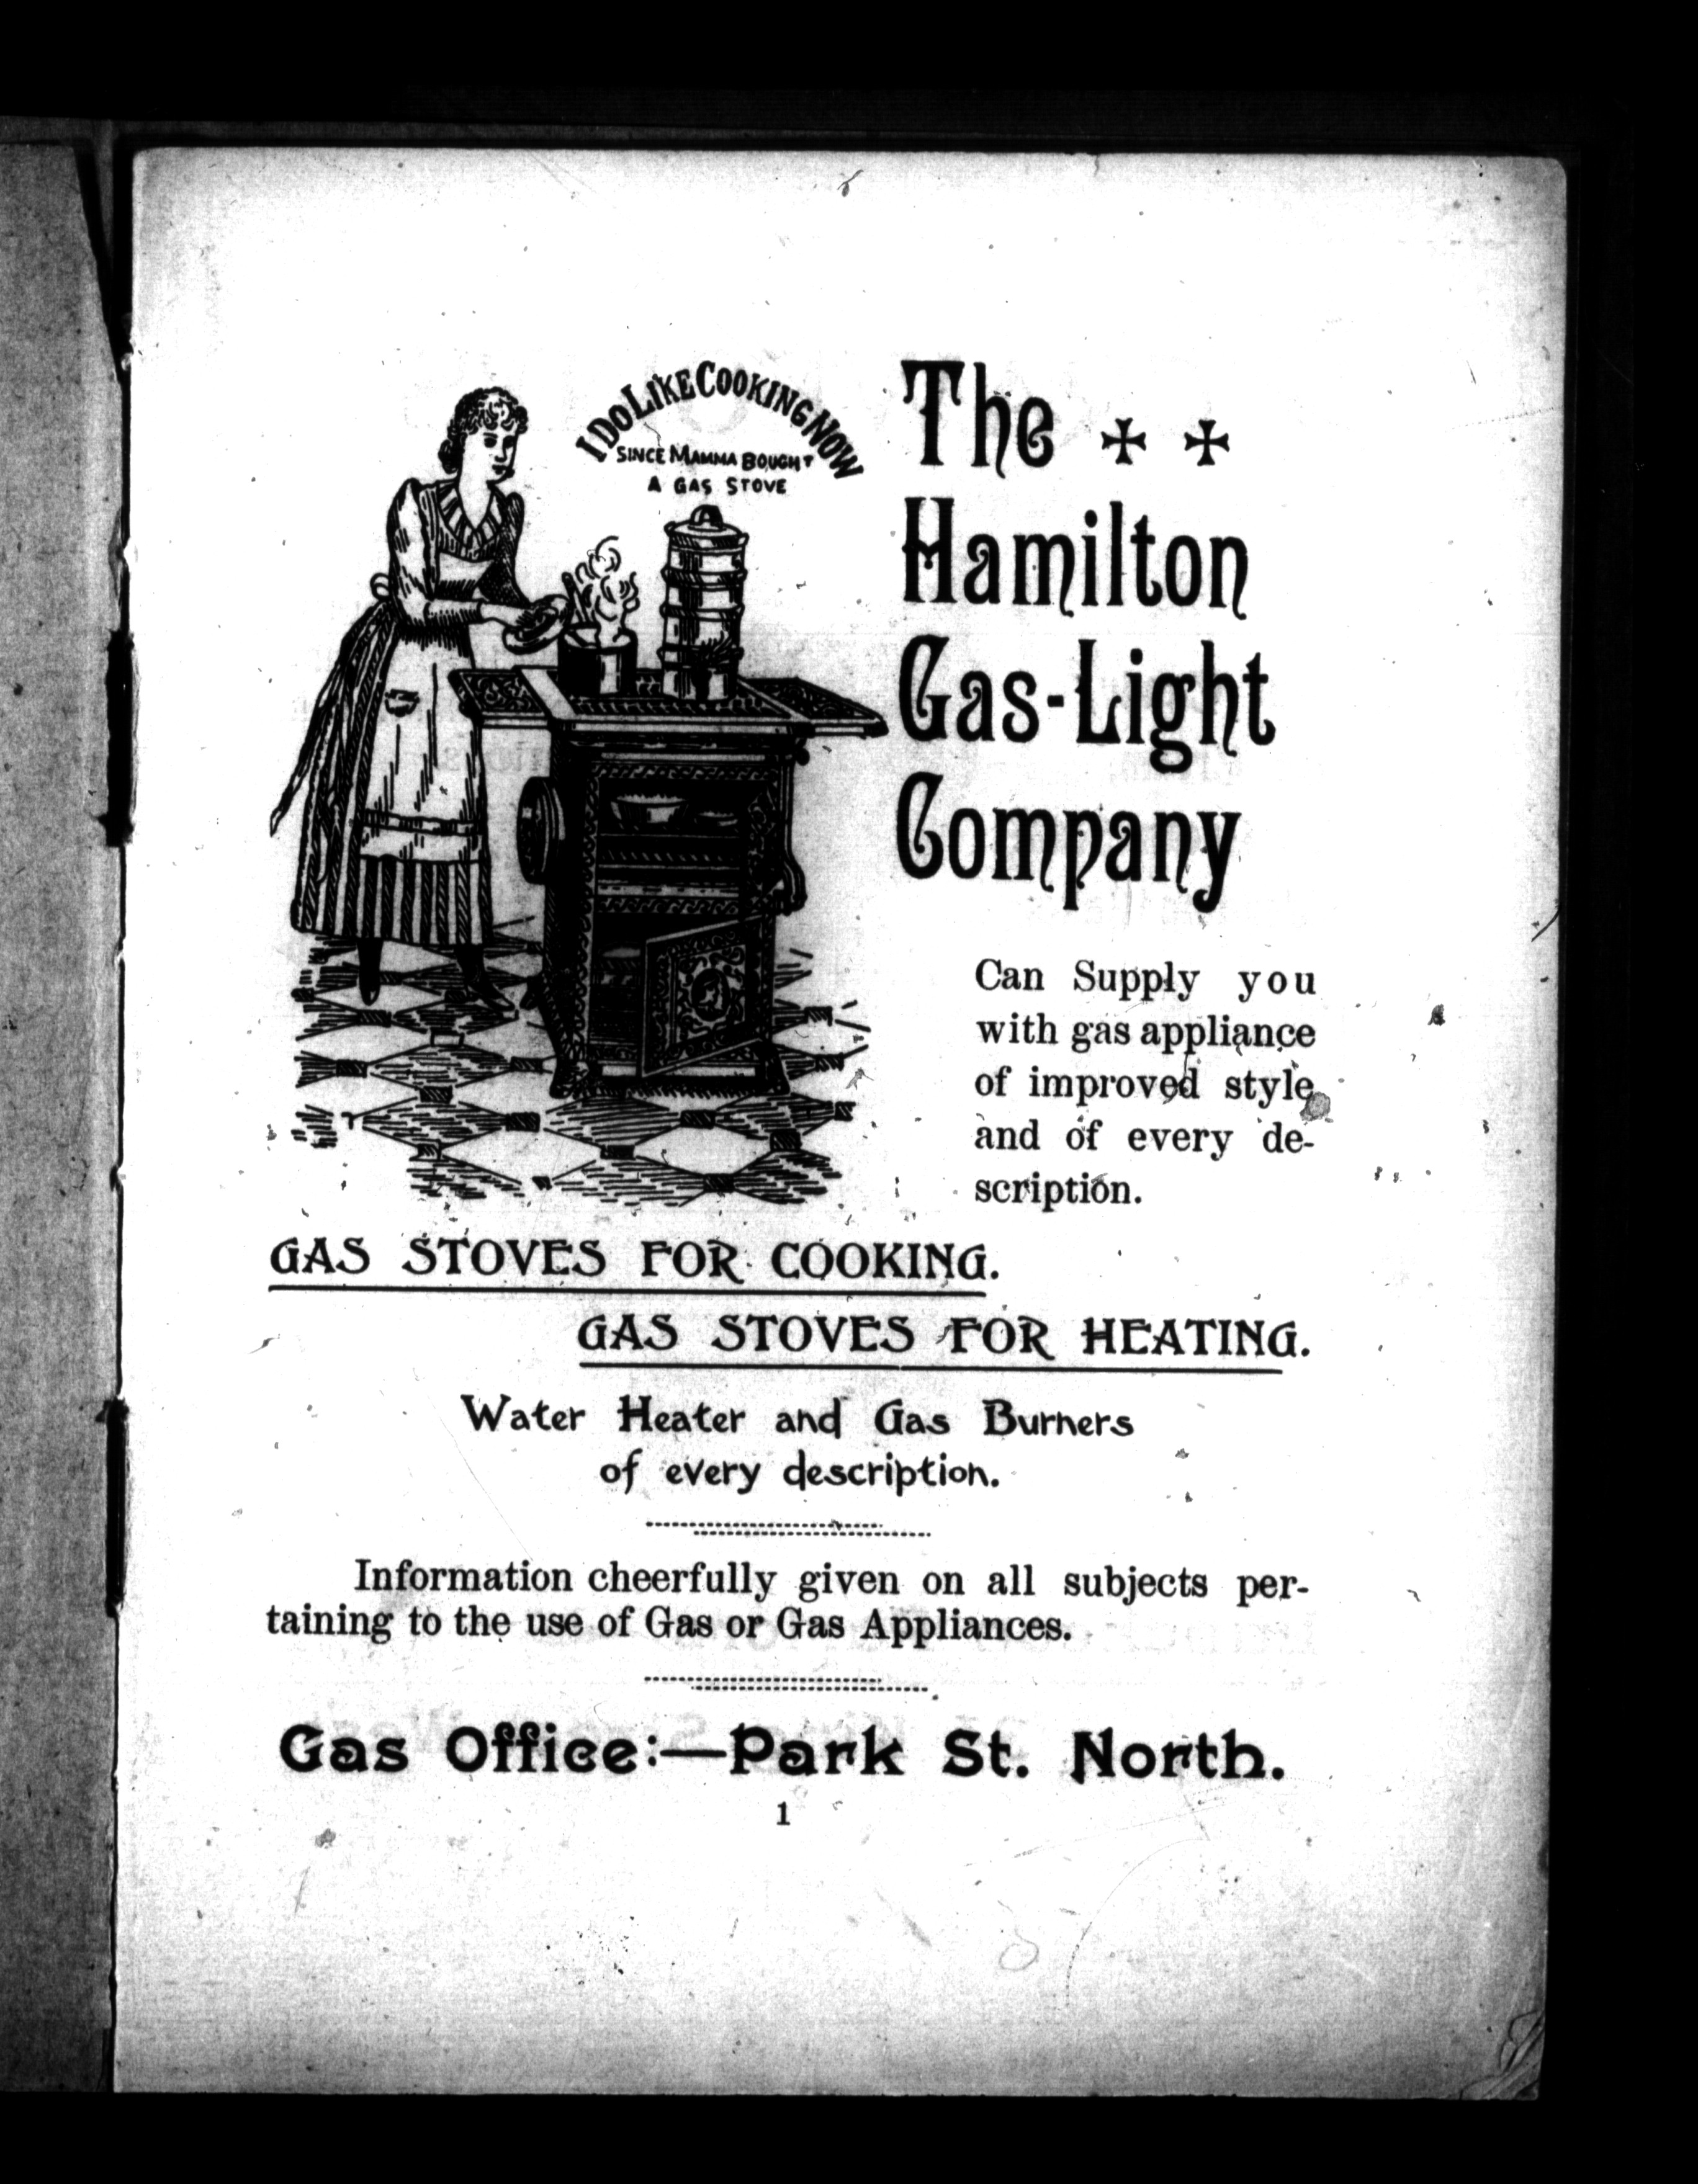 I DO LIKE COOKING NOW
SINCE MAMMA BOUGHT
A GAS STOVE
The
Hamilton
Gas-Light
Company
Can Supply you
with gas appliance
of improved style
and of every de-
scription.
GAS STOVES FOR COOKING.
GAS STOVES FOR HEATING.
Water Heater and Gas Burners
of every description.
Information cheerfully given on all subjects per-
taining to the use of Gas or Gas Appliances.
Gas Office:—Park St. North.
1